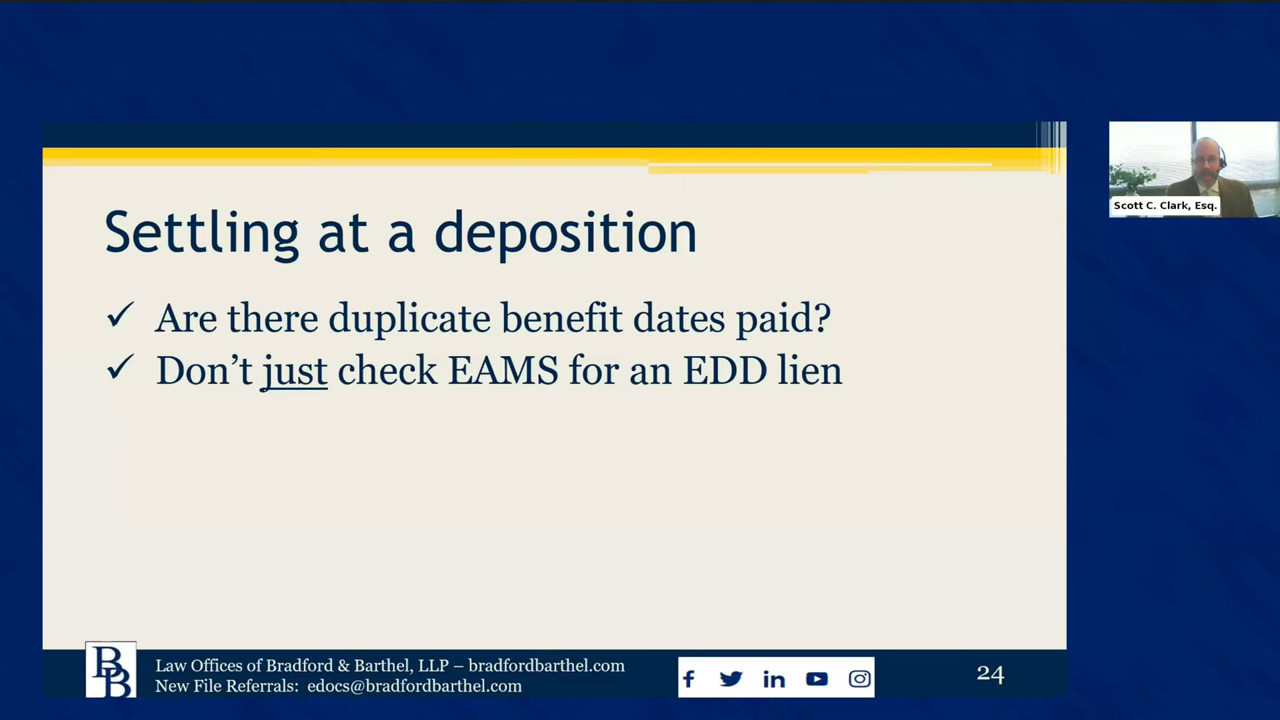 Settling at a deposition
✓ Are there duplicate benefit dates paid?
✓ Don’t just check EAMS for an EDD lien
Scott C. Clark, Esq.
BB
Law Offices of Bradford & Barthel, LLP – bradfordbarthel.com
New File Referrals: edocs@bradfordbarthel.com
24